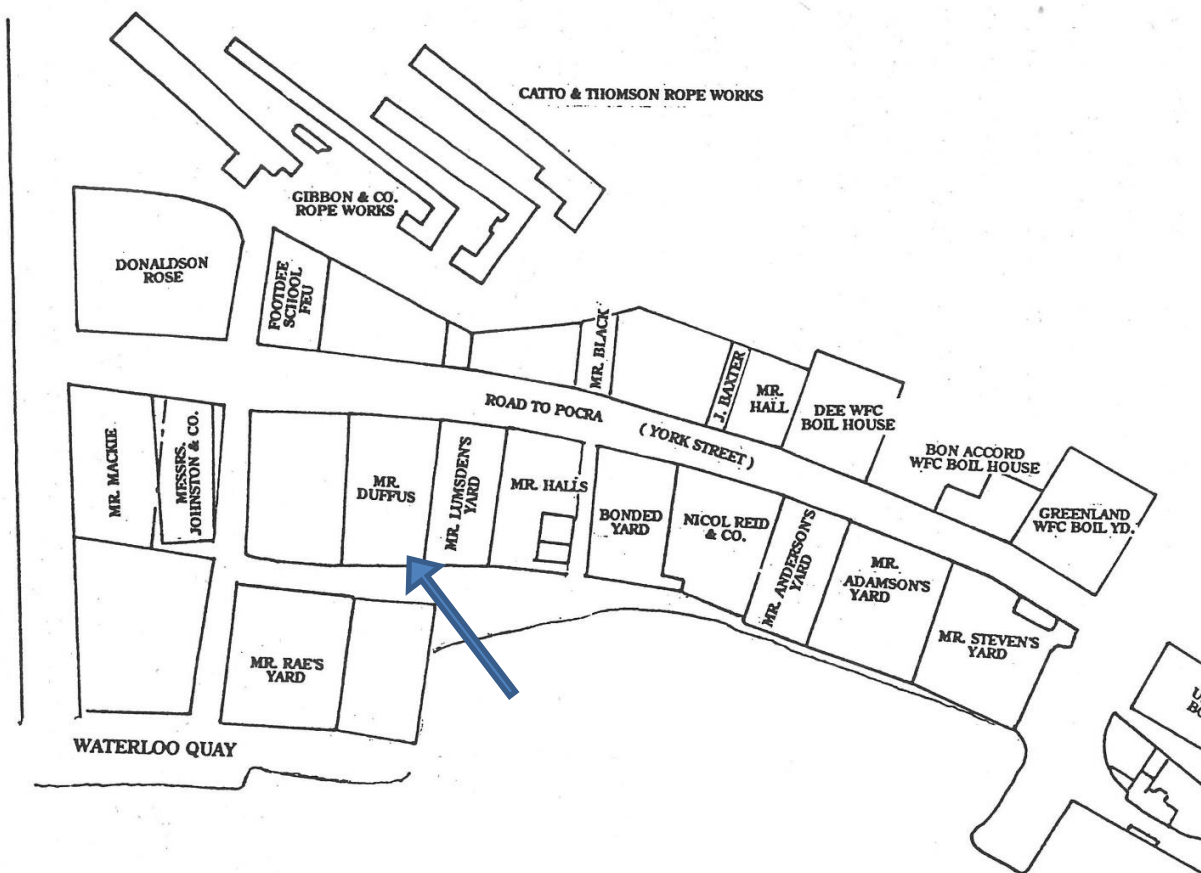 CATTO & THOMSON ROPE WORKS
GIBBON & CO.
ROPE WORKS
DONALDSON
ROSE
FOOTDEE
SCHOOL
FEU
MR. BLACK
J. BAXTER
MR.
HALL
DEE WFC
BOIL HOUSE
BON ACCORD
WFC BOIL HOUSE
GREENLAND
WFC BOIL YD.
ROAD TO POCRA
( YORK STREET )
MR. MACKIE
MESSRS.
JOHNSTON & CO.
MR.
DUFFUS
MR. LUMSDEN'S
YARD
MR. HALLS
BONDED
YARD
NICOL REID
& CO.
MR. ANDERSON'S
YARD
MR.
ADAMSON'S
YARD
MR. STEVEN'S
YARD
MR. RAE'S
YARD
WATERLOO QUAY